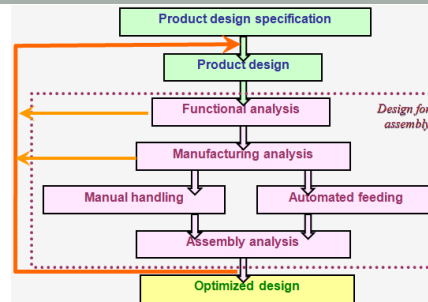 Product design specification
Product design
Functional analysis
Design for
assembly
Manufacturing analysis
Manual handling
Automated feeding
Assembly analysis
Optimized design